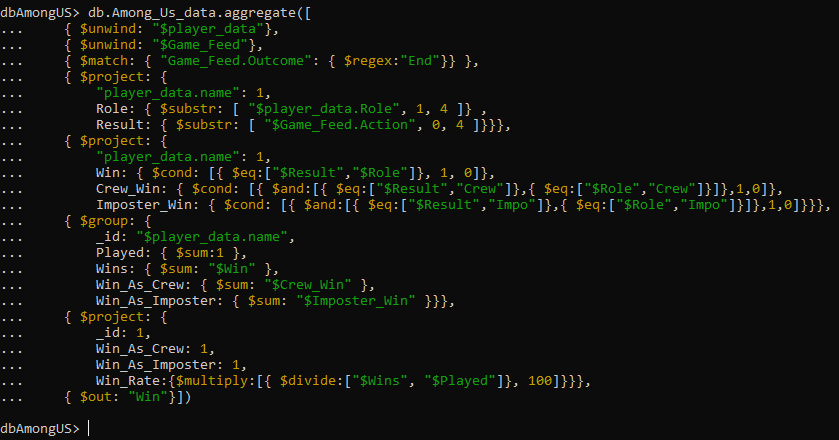 dbAmongUS> db.Among_Us_data.aggregate([
...     { $unwind: "$player_data"},
...     { $unwind: "$Game_Feed"},
...     { $match: { "Game_Feed.Outcome": { $regex:"End"}} },
...     { $project: {
...         "player_data.name": 1,
...         Role: { $substr: [ "$player_data.Role", 1, 4 ]} ,
...         Result: { $substr: [ "$Game_Feed.Action", 0, 4 ]}}},
...     { $project: {
...         "player_data.name": 1,
...         Win: { $cond: [{ $eq:["$Result","$Role"]}, 1, 0]},
...         Crew_Win: { $cond: [{ $and:[{ $eq:["$Result","Crew"]},{ $eq:["$Role","Crew"]}]},1,0]},
...         Imposter_Win: { $cond: [{ $and:[{ $eq:["$Result","Impo"]},{ $eq:["$Role","Impo"]}]},1,0]}}},
...     { $group: {
...         _id: "$player_data.name",
...         Played: { $sum:1 },
...         Wins: { $sum: "$Win" },
...         Win_As_Crew: { $sum: "$Crew_Win" },
...         Win_As_Imposter: { $sum: "$Imposter_Win" }}},
...     { $project: {
...         _id: 1,
...         Win_As_Crew: 1,
...         Win_As_Imposter: 1,
...         Win_Rate:{$multiply:[{ $divide:["$Wins", "$Played"]}, 100]}}},
...     { $out: "Win"}])
dbAmongUS>